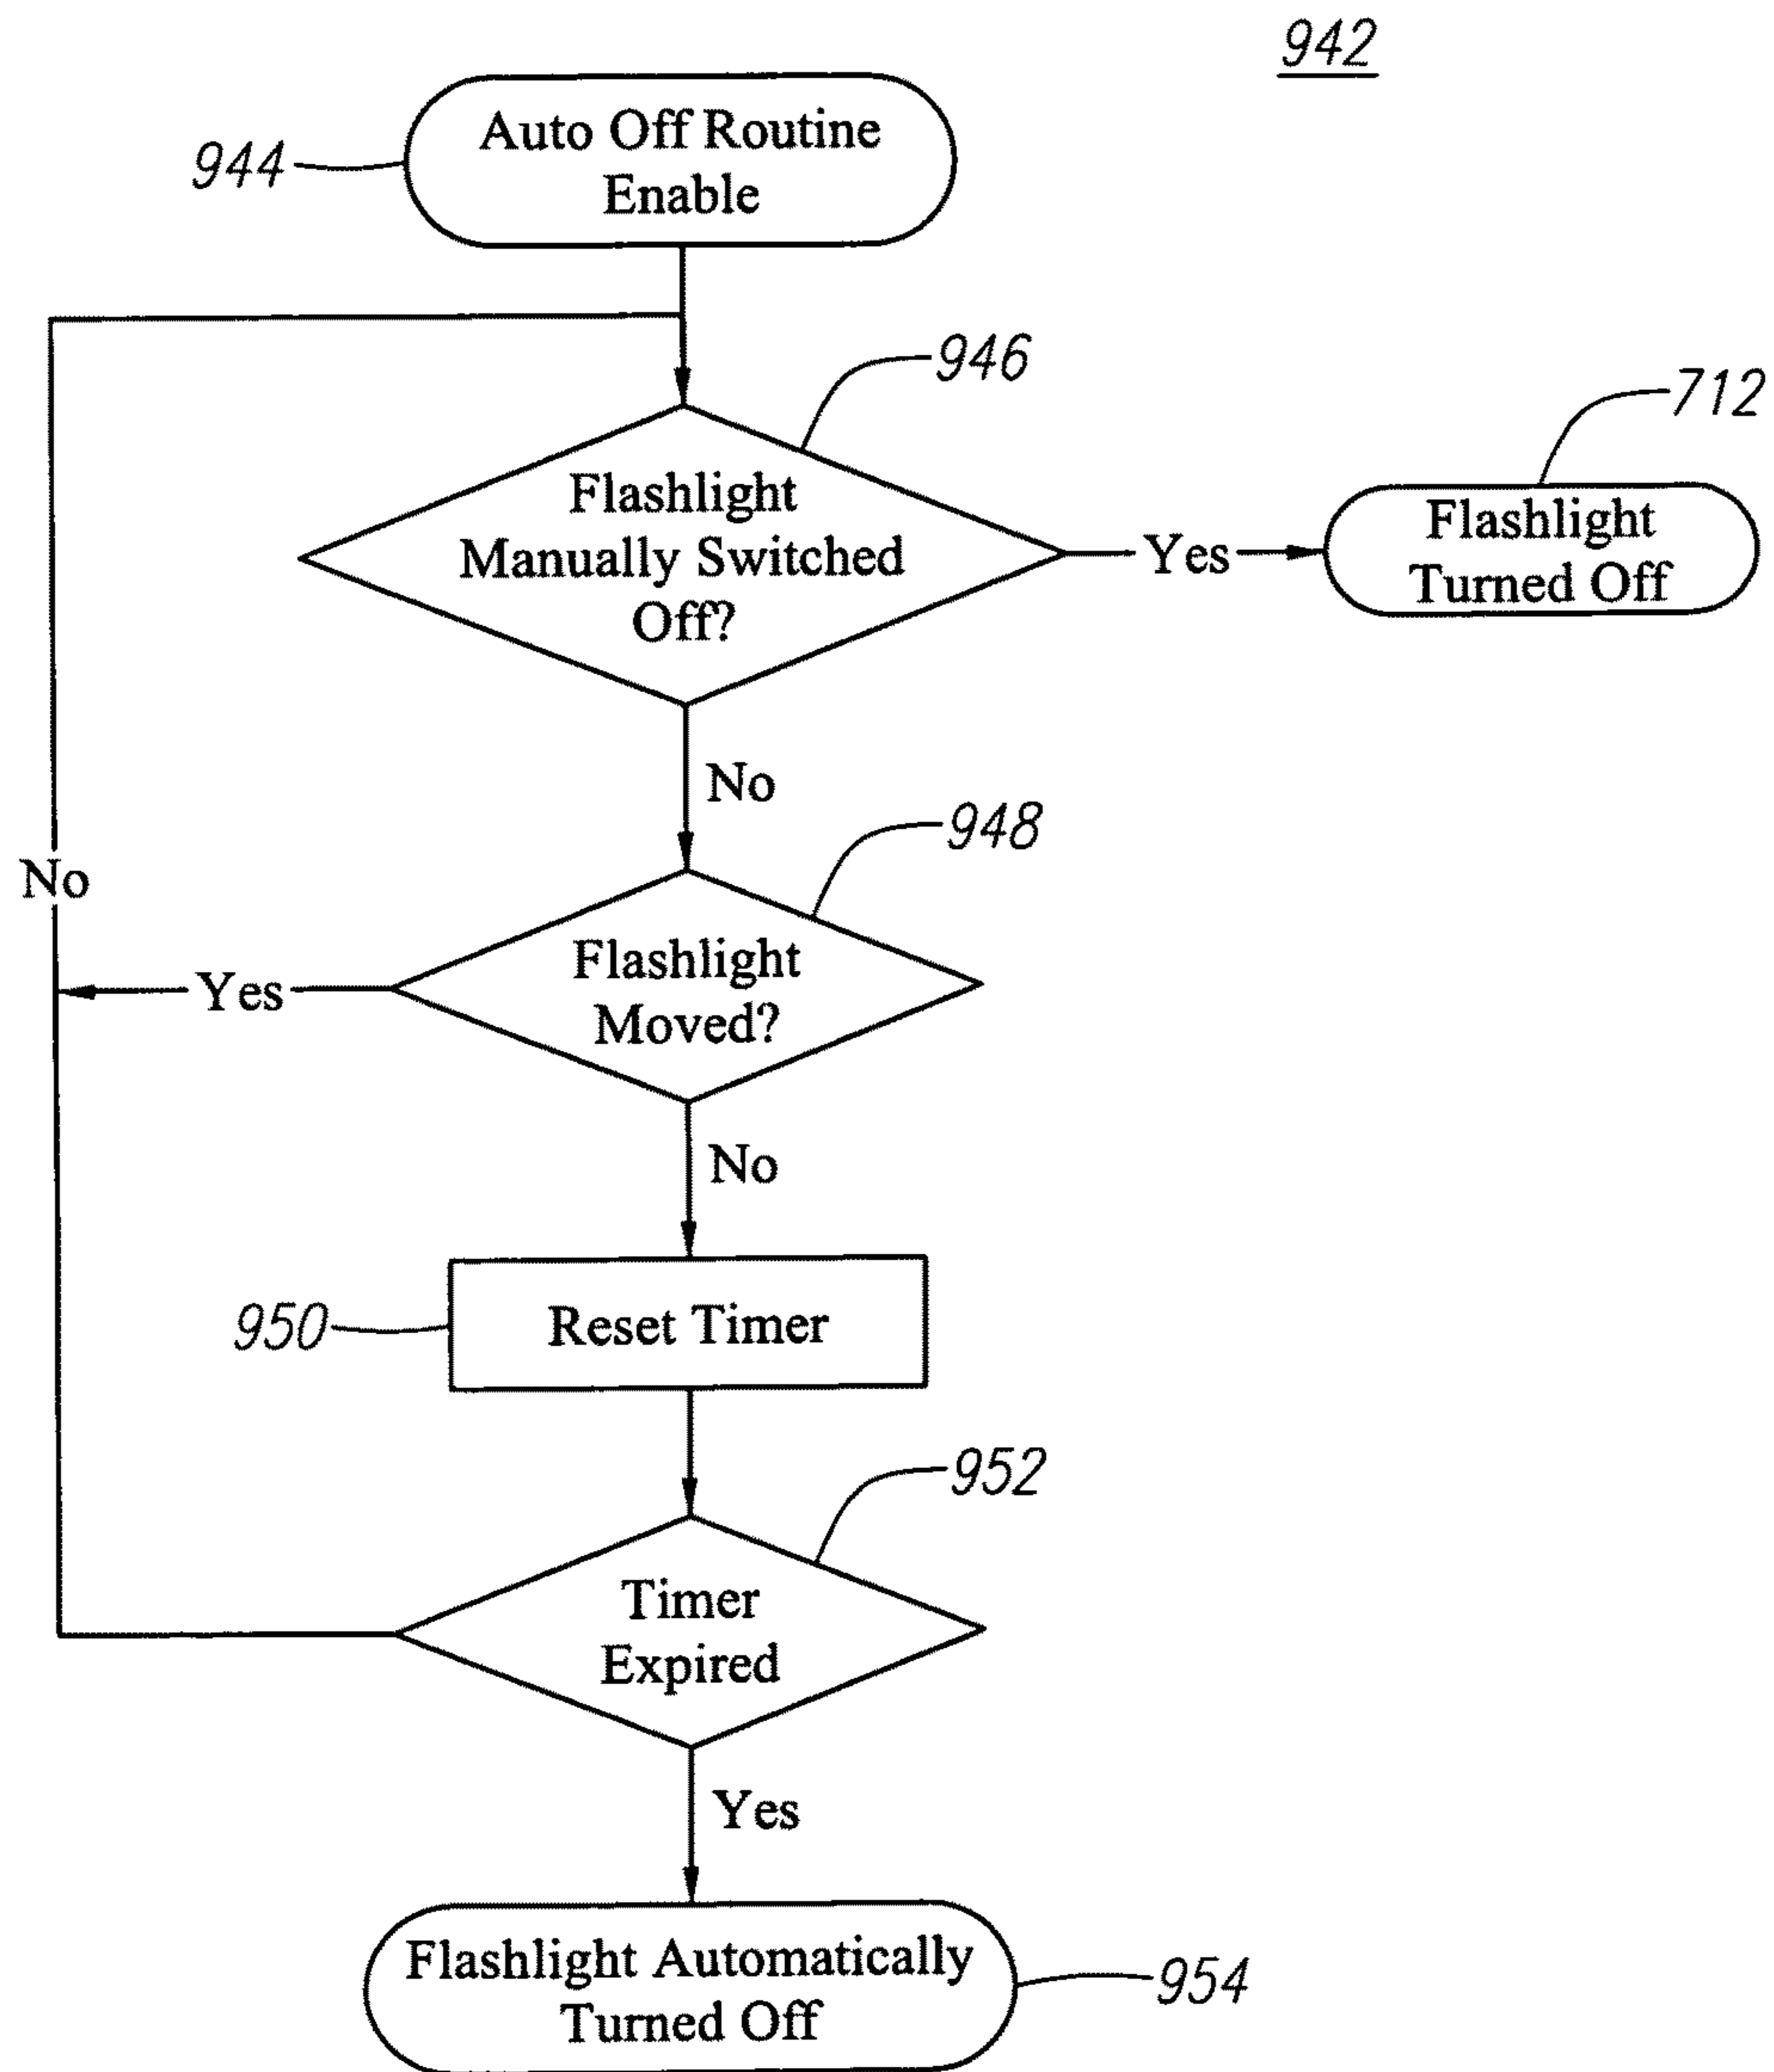 942
Auto Off Routine
Enable
944
946
712
Flashlight
Manually Switched
Off?
Yes
Flashlight
Turned Off
No
948
No
Flashlight
Moved?
Yes
No
950
Reset Timer
952
Timer
Expired
Yes
Flashlight Automatically
Turned Off
954